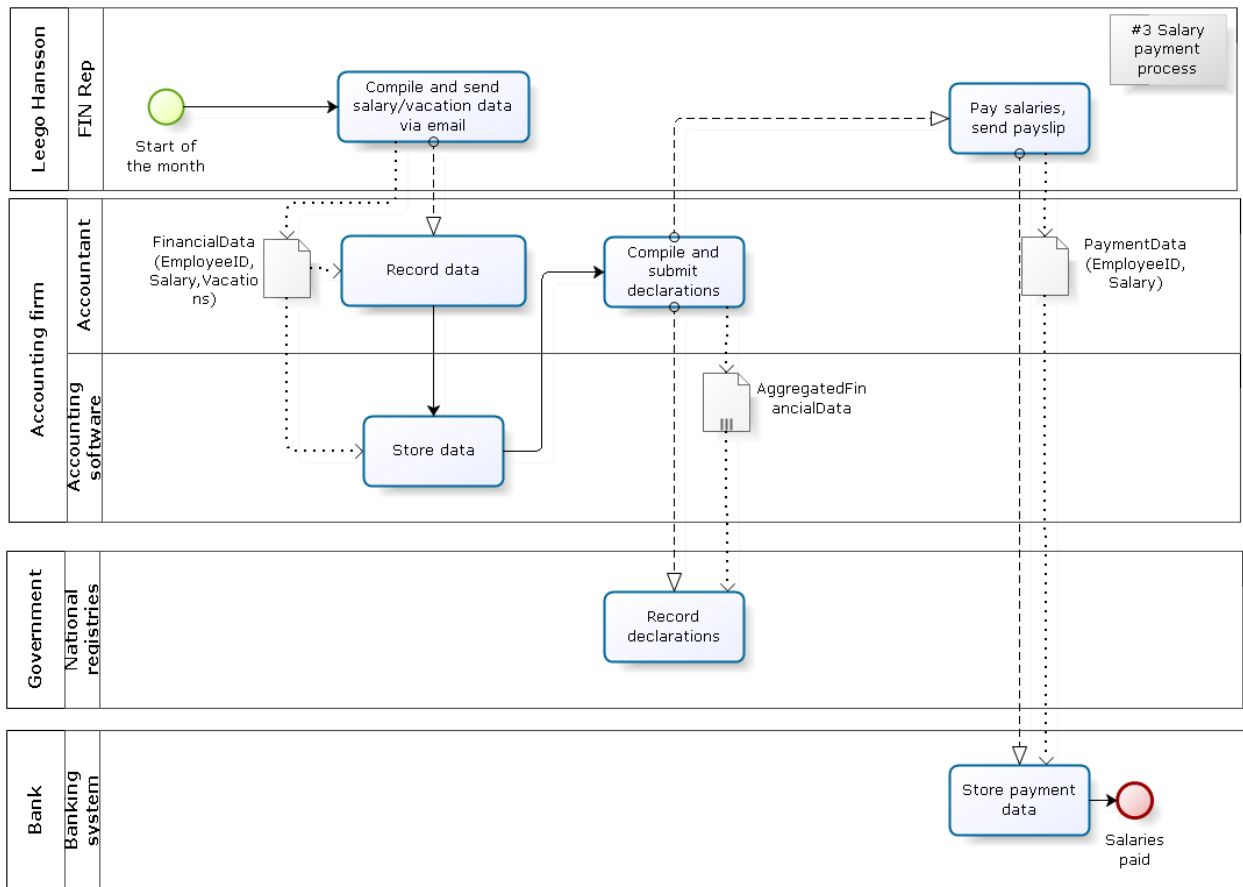 Leego Hansson
FIN Rep
Start of
the month
Compile and send
salary/vacation data
via email
Pay salaries,
send payslip
#3 Salary
payment
process
Accounting firm
Accountant
FinancialData
(EmployeeID,
Salary,Vacatio
ns)
Record data
Compile and
submit
declarations
PaymentData
(EmployeeID,
Salary)
Accounting
software
Store data
AggregatedFin
ancialData
Government
National
registries
Record
declarations
Bank
Banking
system
Store payment
data
Salaries
paid